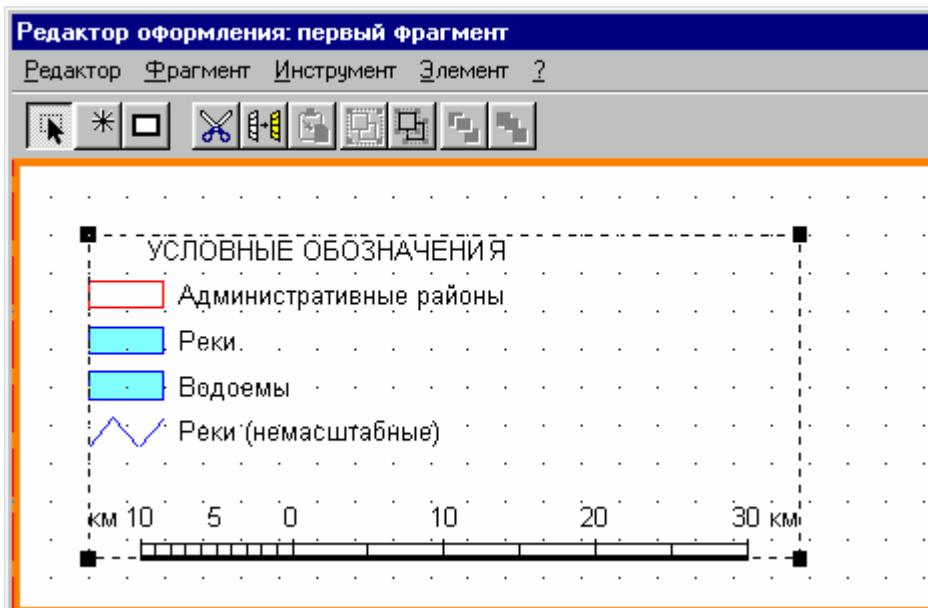 Редактор оформления: первый фрагмент
Редактор Фрагмент Инструмент Элемент ?
УСЛОВНЫЕ ОБОЗНАЧЕНИЯ
Административные районы
Реки
Водоемы
Реки (немасштабные)
км 10 5 0 10 20 30 км